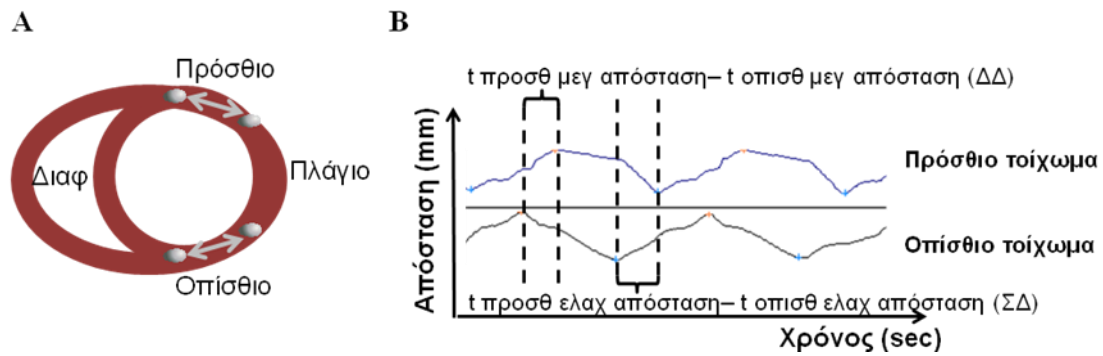 A
Πρόσθιο
Διαφ
Πλάγιο
Οπίσθιο
B
t προσθ μεγ απόσταση– t οπισθ μεγ απόσταση (ΔΔ)
Απόσταση (mm)
Πρόσθιο τοίχωμα
Οπίσθιο τοίχωμα
t προσθ ελαχ απόσταση– t οπισθ ελαχ απόσταση (ΣΔ)
Χρόνος (sec)